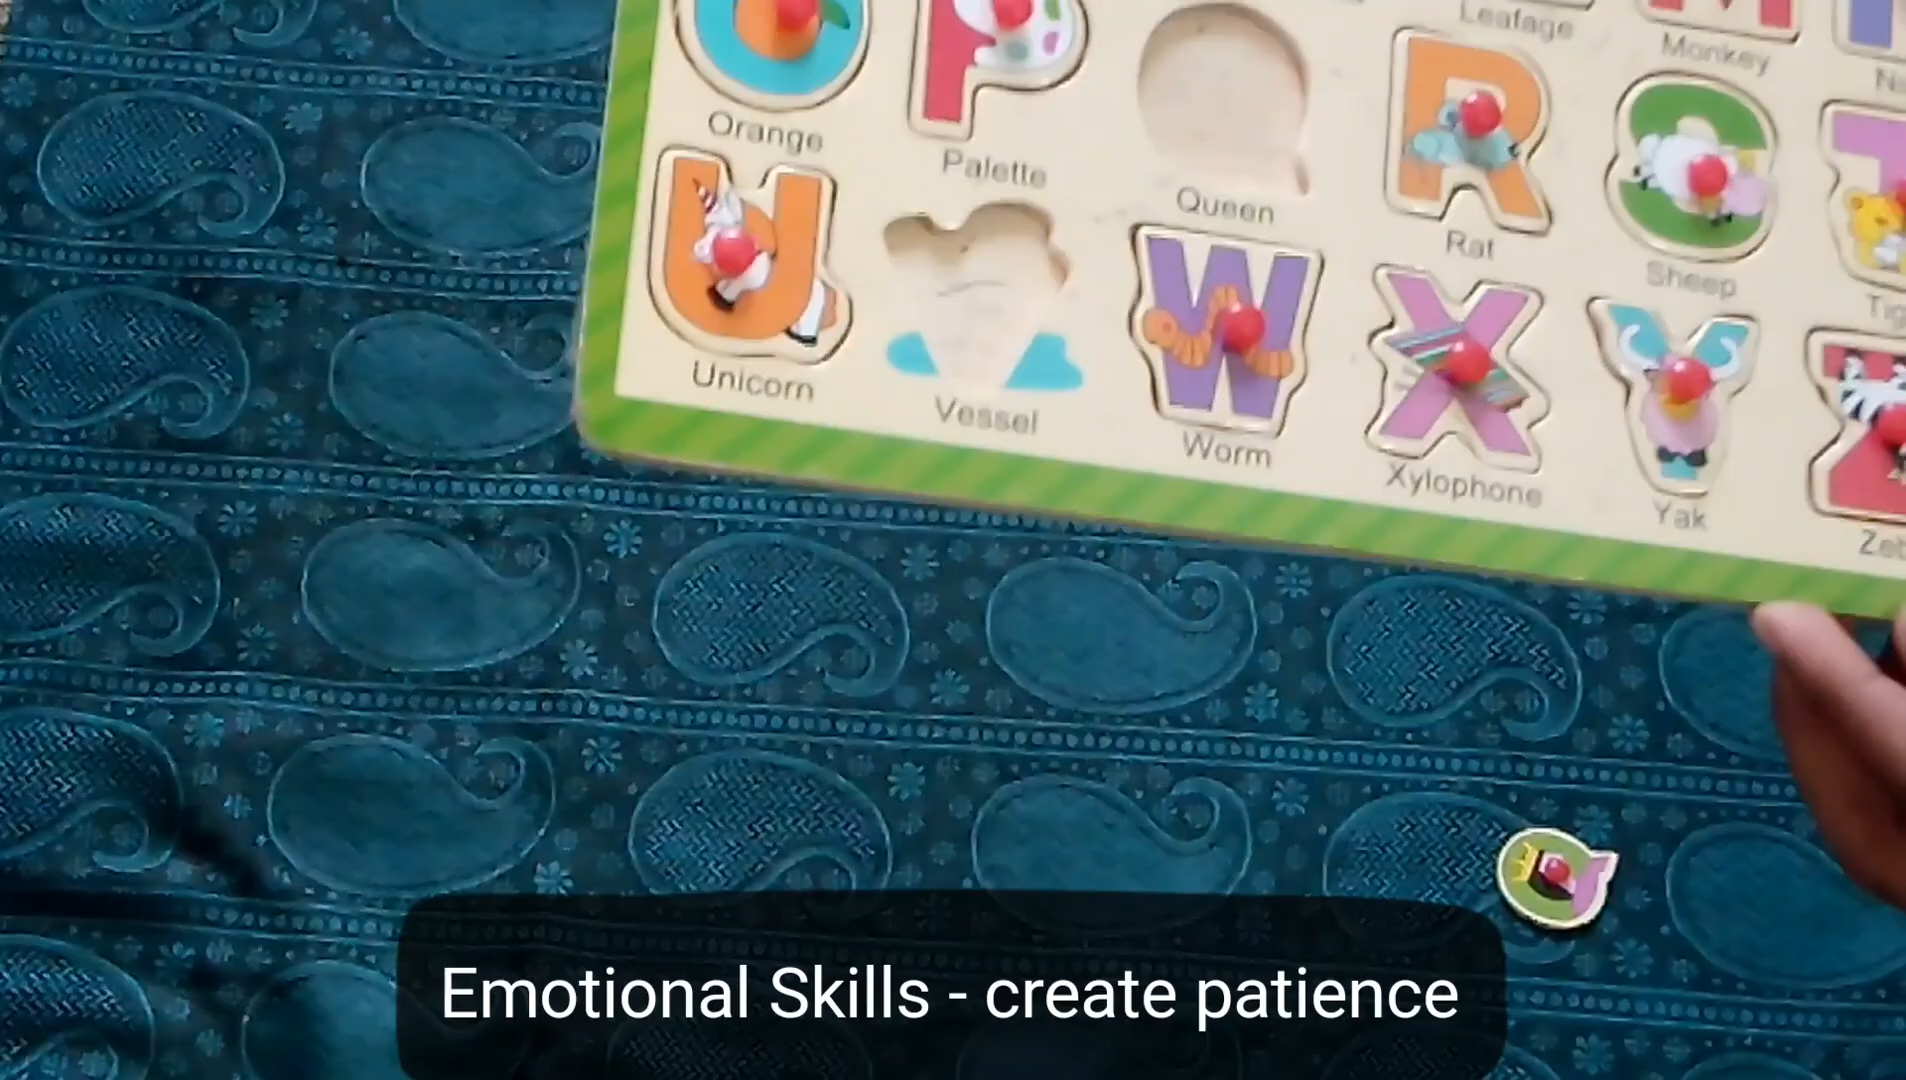 Leafage
Monkey
Orange
Palette
Queen
Rat
Sheep
Unicorn
Vessel
Worm
Xylophone
Yak
Emotional Skills - create patience